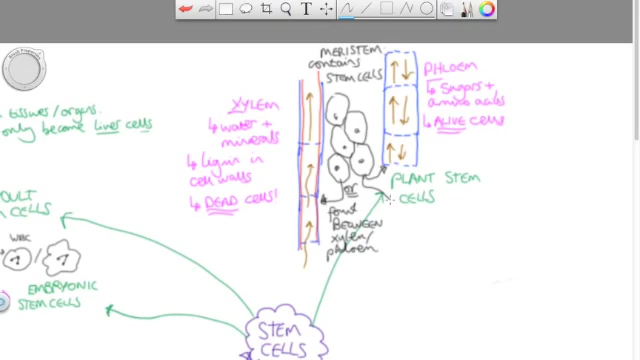 MERISTEM
contains
STEM CELLS
PHLOEM
↳ sugars +
amino acids
↳ ALIVE cells
XYLEM
↳ water +
minerals
↳ lignin in
cell walls
↳ DEAD cells!
tissues/organs.
only become liver cells
or
found
BETWEEN
xylem/
phloem
PLANT STEM
CELLS
CELLS
WBC
EMBRYONIC
STEM CELLS
STEM
CELLS